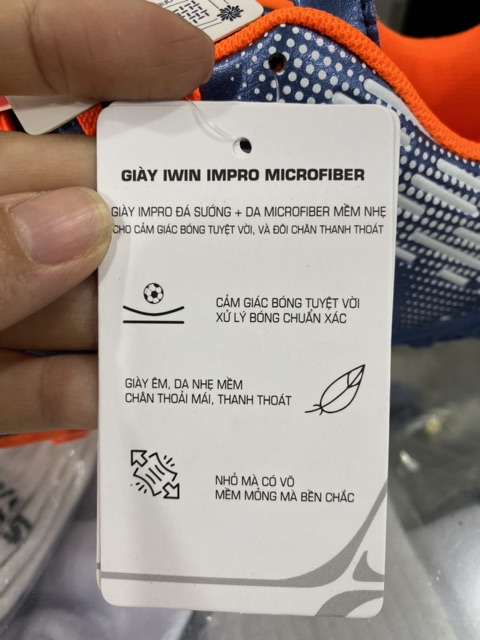 GIÀY IWIN IMPRO MICROFIBER
GIÀY IMPRO ĐÁ SƯỚNG + DA MICROFIBER MỀM NHẸ
CHO CẢM GIÁC BÓNG TUYỆT VỜI, VÀ ĐÔI CHÂN THANH THOÁT
CẢM GIÁC BÓNG TUYỆT VỜI
XỬ LÝ BÓNG CHUẨN XÁC
GIÀY ÊM, DA NHẸ MỀM
CHÂN THOẢI MÁI, THANH THOÁT
NHỎ MÀ CÓ VÕ
MỀM MỎNG MÀ BỀN CHẮC